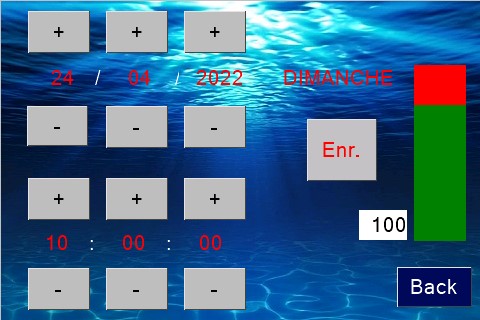 + + +
24 / 04 / 2022 DIMANCHE
- - -
Enr.
+ + +
100
10 : 00 : 00
- - -
Back